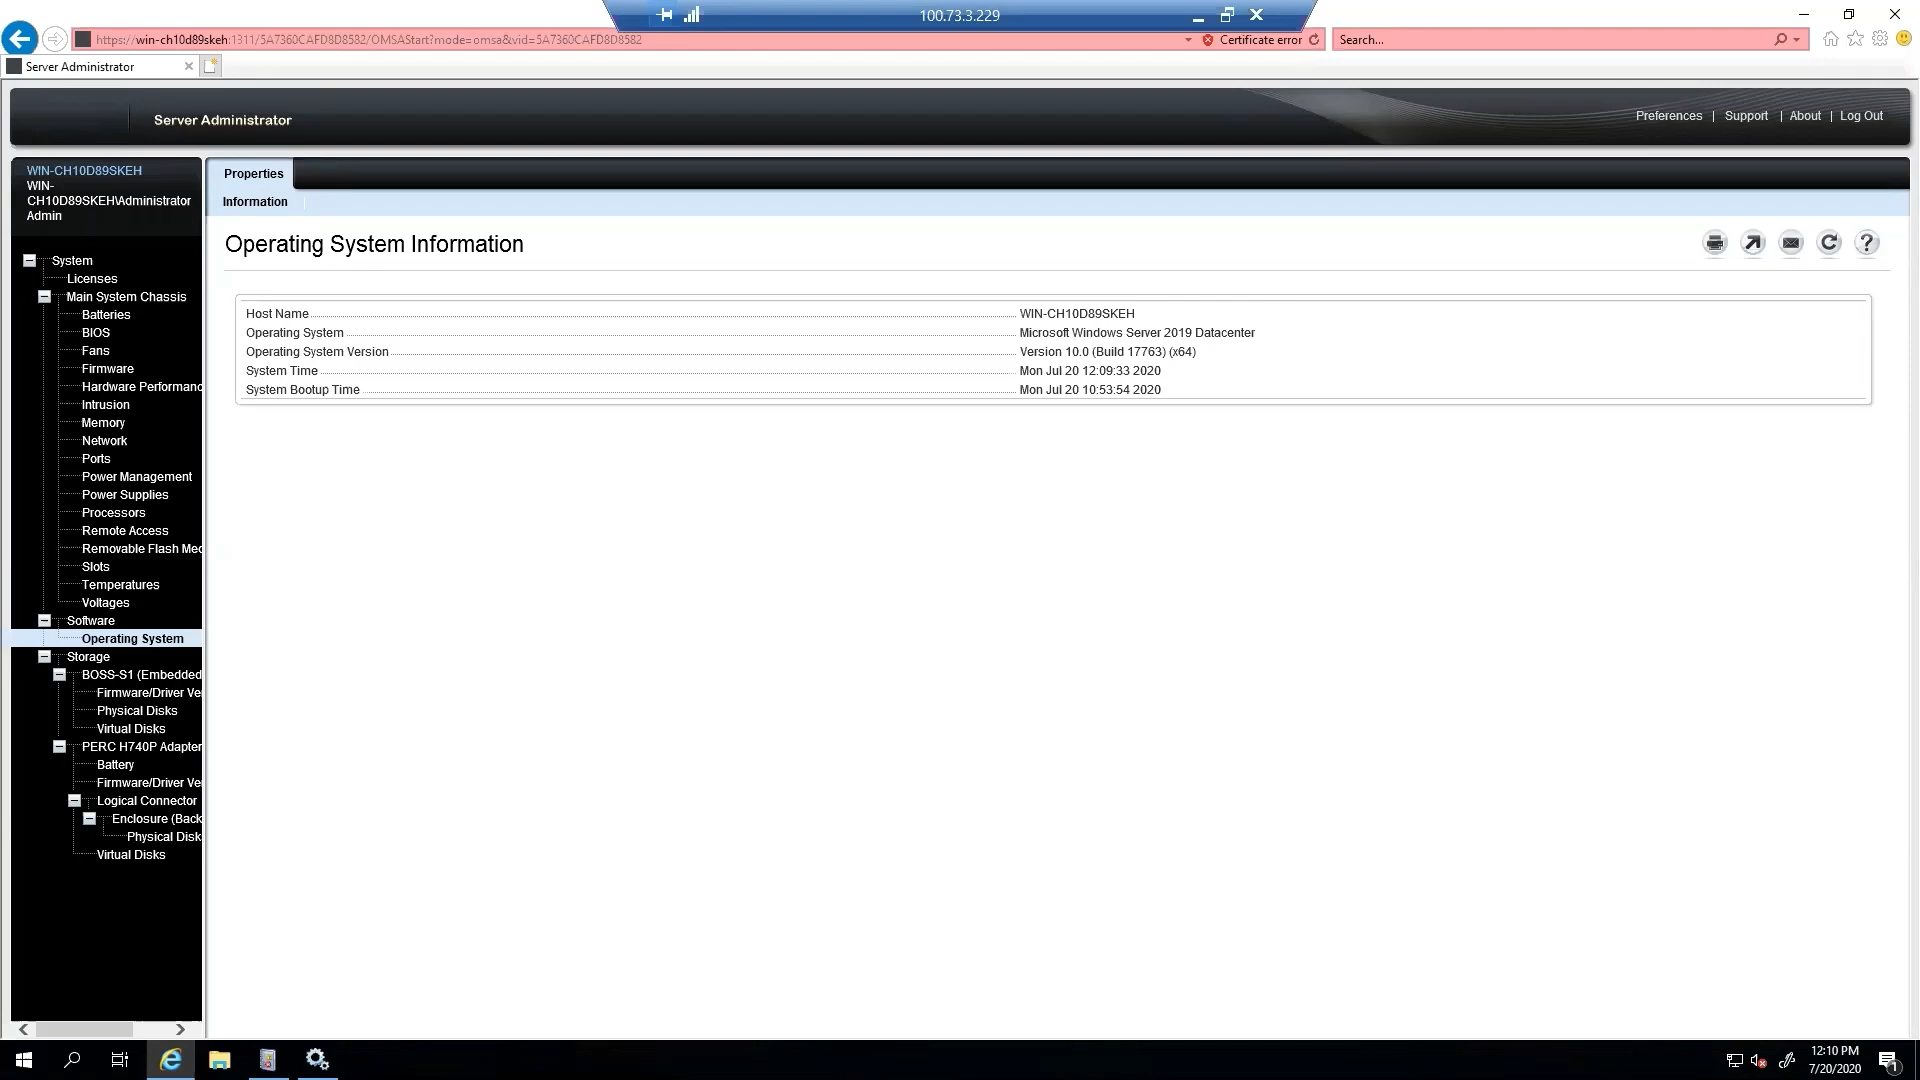 100.73.3.229
https://win-ch10d89skeh:1311/5A7360CAFD8D8582/OMSAStart?mode=omsa&vid=5A7360CAFD8D8582
Certificate error
Search...
Server Administrator
Server Administrator
Preferences | Support | About | Log Out
WIN-CH10D89SKEH
WIN-
CH10D89SKEH\Administrator
Admin
Properties
Information
Operating System Information
Host Name WIN-CH10D89SKEH
Operating System Microsoft Windows Server 2019 Datacenter
Operating System Version Version 10.0 (Build 17763) (x64)
System Time Mon Jul 20 12:09:33 2020
System Bootup Time Mon Jul 20 10:53:54 2020
System
Licenses
Main System Chassis
Batteries
BIOS
Fans
Firmware
Hardware Performanc
Intrusion
Memory
Network
Ports
Power Management
Power Supplies
Processors
Remote Access
Removable Flash Med
Slots
Temperatures
Voltages
Software
Operating System
Storage
BOSS-S1 (Embedded
Firmware/Driver Ve
Physical Disks
Virtual Disks
PERC H740P Adapter
Battery
Firmware/Driver Ve
Logical Connector
Enclosure (Back
Physical Disk
Virtual Disks
12:10 PM
7/20/2020
1